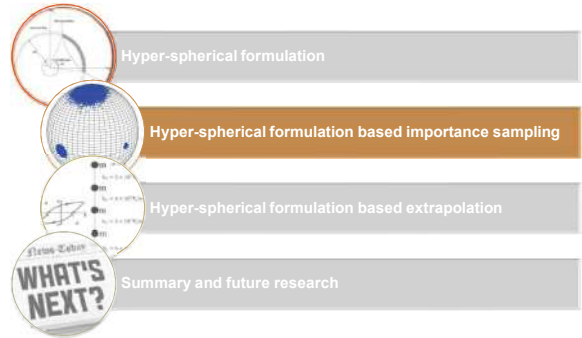 Hyper-spherical formulation
Hyper-spherical formulation based importance sampling
Hyper-spherical formulation based extrapolation
News Today
WHAT'S
NEXT?
Summary and future research